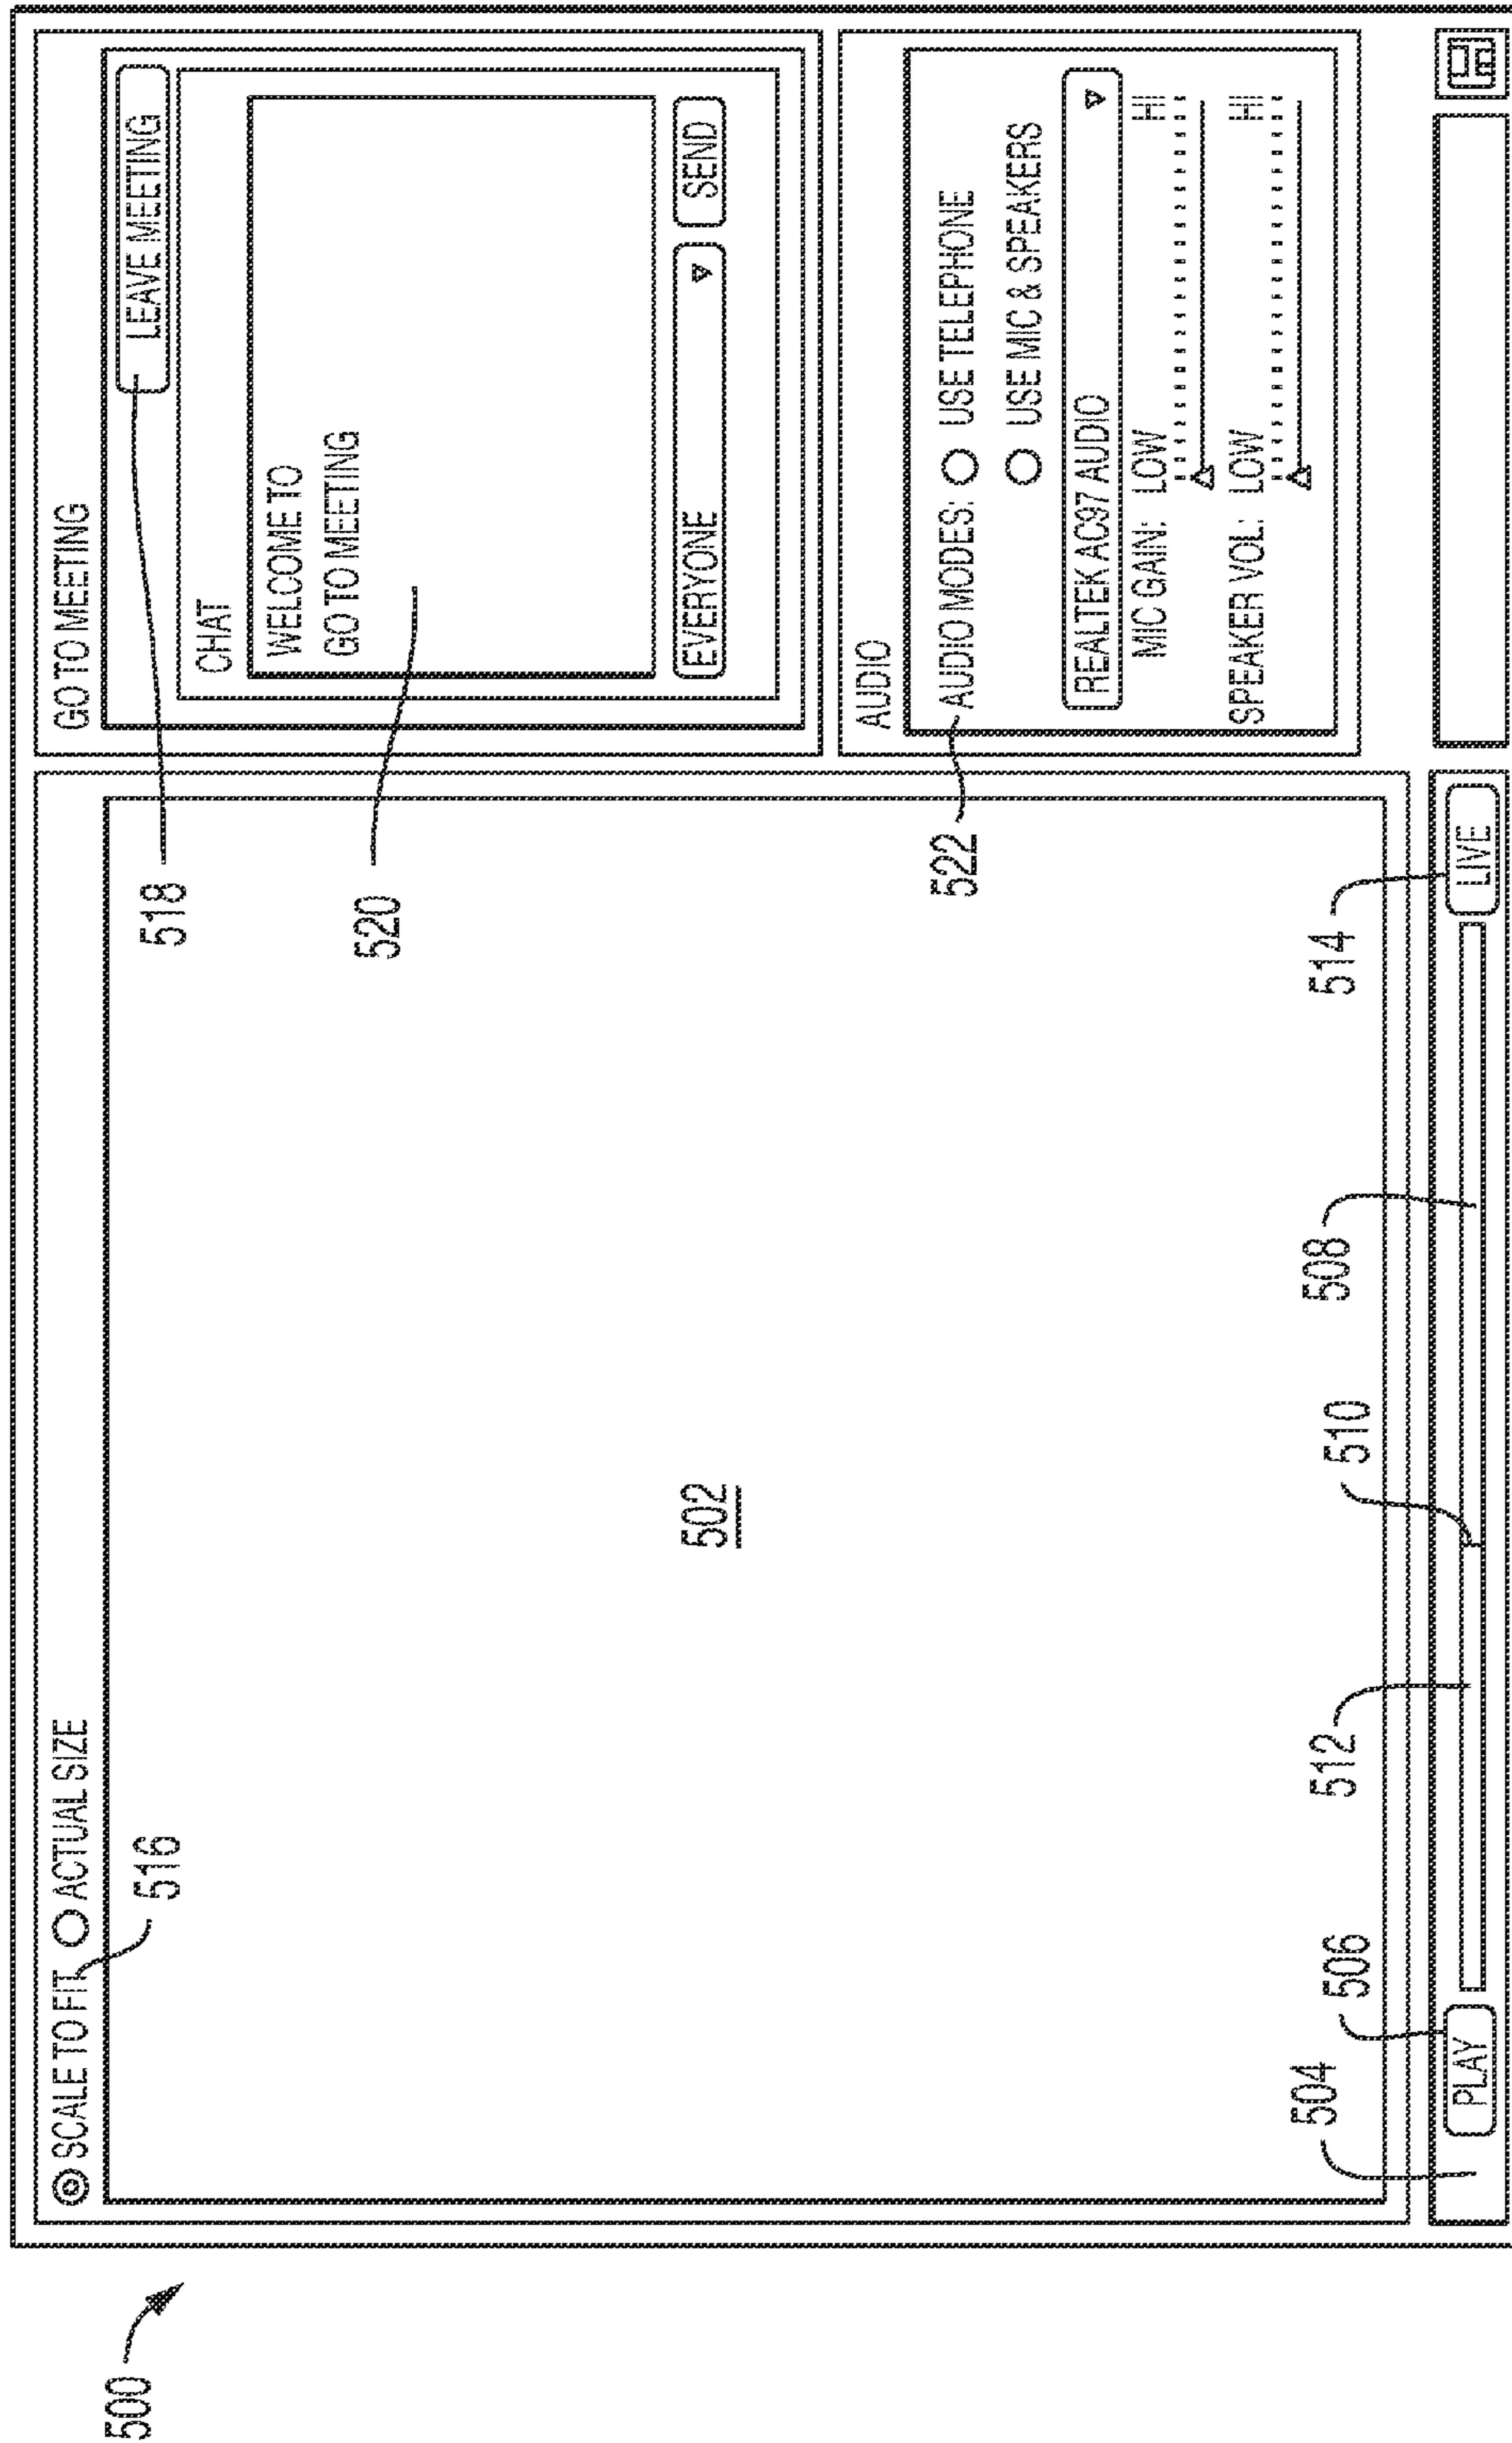 500
SCALE TO FIT ACTUAL SIZE
516
502
GO TO MEETING
LEAVE MEETING
518
CHAT
WELCOME TO
GO TO MEETING
520
EVERYONE
SEND
AUDIO
AUDIO MODES: USE TELEPHONE
USE MIC & SPEAKERS
522
REALTEK AC97 AUDIO
MIC GAIN: LOW HI
SPEAKER VOL: LOW HI
504
506
512
510
508
514
PLAY
LIVE